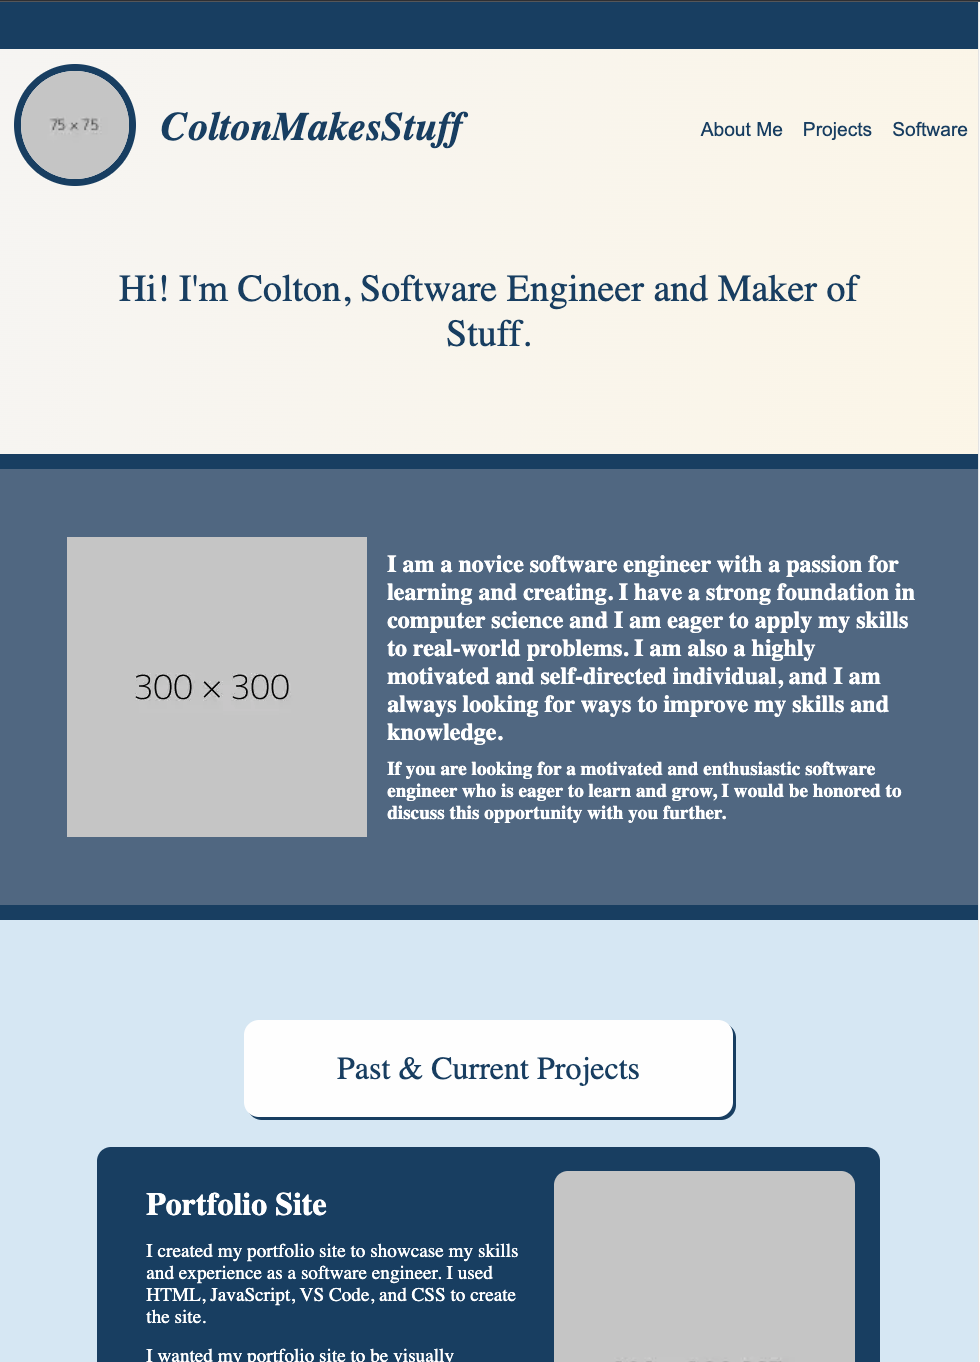 75 × 75
ColtonMakesStuff
About Me Projects Software
Hi! I'm Colton, Software Engineer and Maker of
Stuff.
300 × 300
I am a novice software engineer with a passion for
learning and creating. I have a strong foundation in
computer science and I am eager to apply my skills
to real-world problems. I am also a highly
motivated and self-directed individual, and I am
always looking for ways to improve my skills and
knowledge.
If you are looking for a motivated and enthusiastic software
engineer who is eager to learn and grow, I would be honored to
discuss this opportunity with you further.
Past & Current Projects
Portfolio Site
I created my portfolio site to showcase my skills
and experience as a software engineer. I used
HTML, JavaScript, VS Code, and CSS to create
the site.
I wanted my portfolio site to be visually